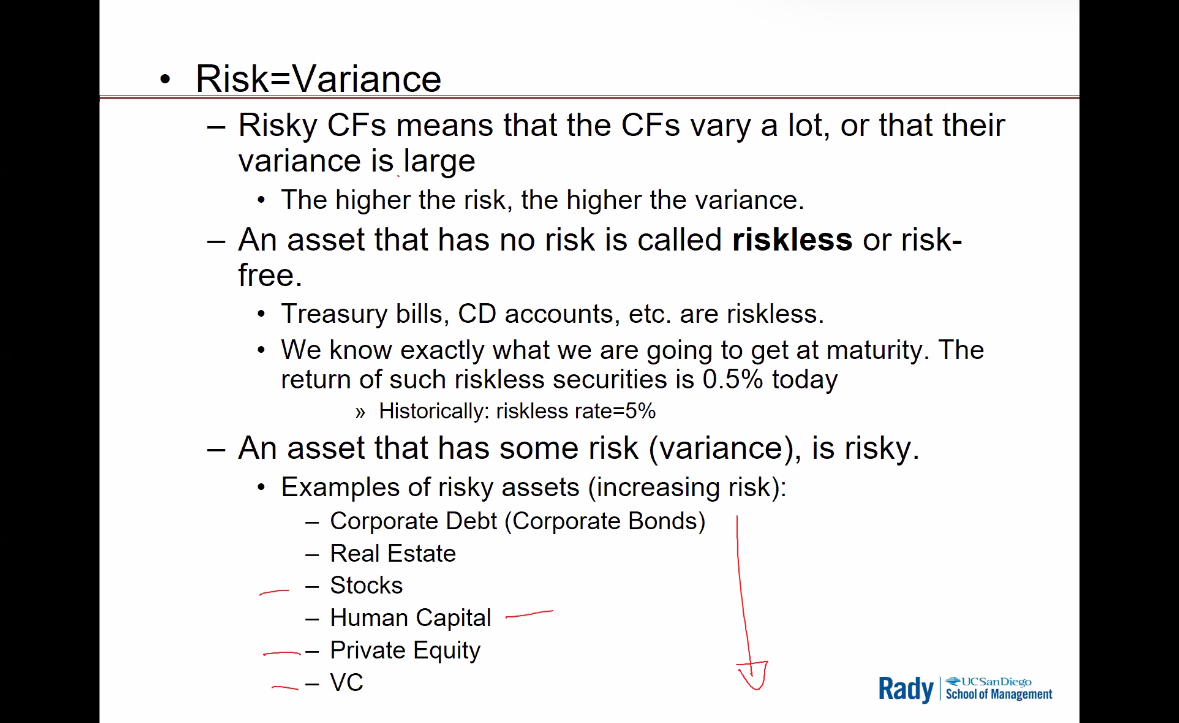 • Risk=Variance
– Risky CFs means that the CFs vary a lot, or that their
variance is large
• The higher the risk, the higher the variance.
– An asset that has no risk is called riskless or risk-
free.
• Treasury bills, CD accounts, etc. are riskless.
• We know exactly what we are going to get at maturity. The
return of such riskless securities is 0.5% today
» Historically: riskless rate=5%
– An asset that has some risk (variance), is risky.
• Examples of risky assets (increasing risk):
– Corporate Debt (Corporate Bonds)
– Real Estate
– Stocks
– Human Capital
– Private Equity
– VC
Rady | UC San Diego
School of Management